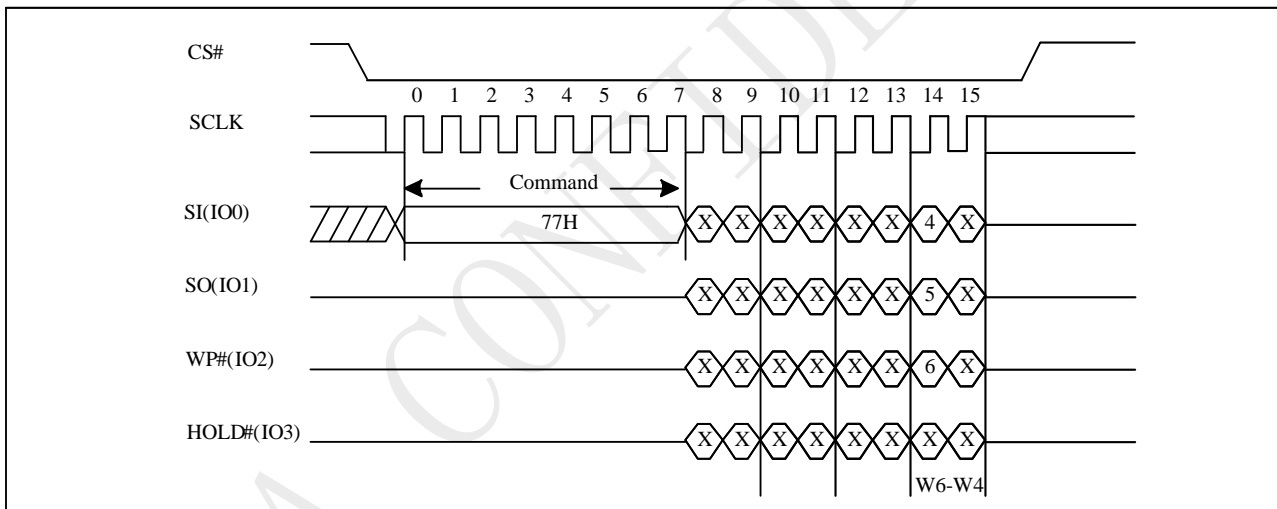 CS#
0 1 2 3 4 5 6 7 8 9 10 11 12 13 14 15
SCLK
Command
SI(IO0) 77H X X X X X X 4 X
SO(IO1) X X X X X X 5 X
WP#(IO2) X X X X X X 6 X
HOLD#(IO3) X X X X X X X X
W6-W4